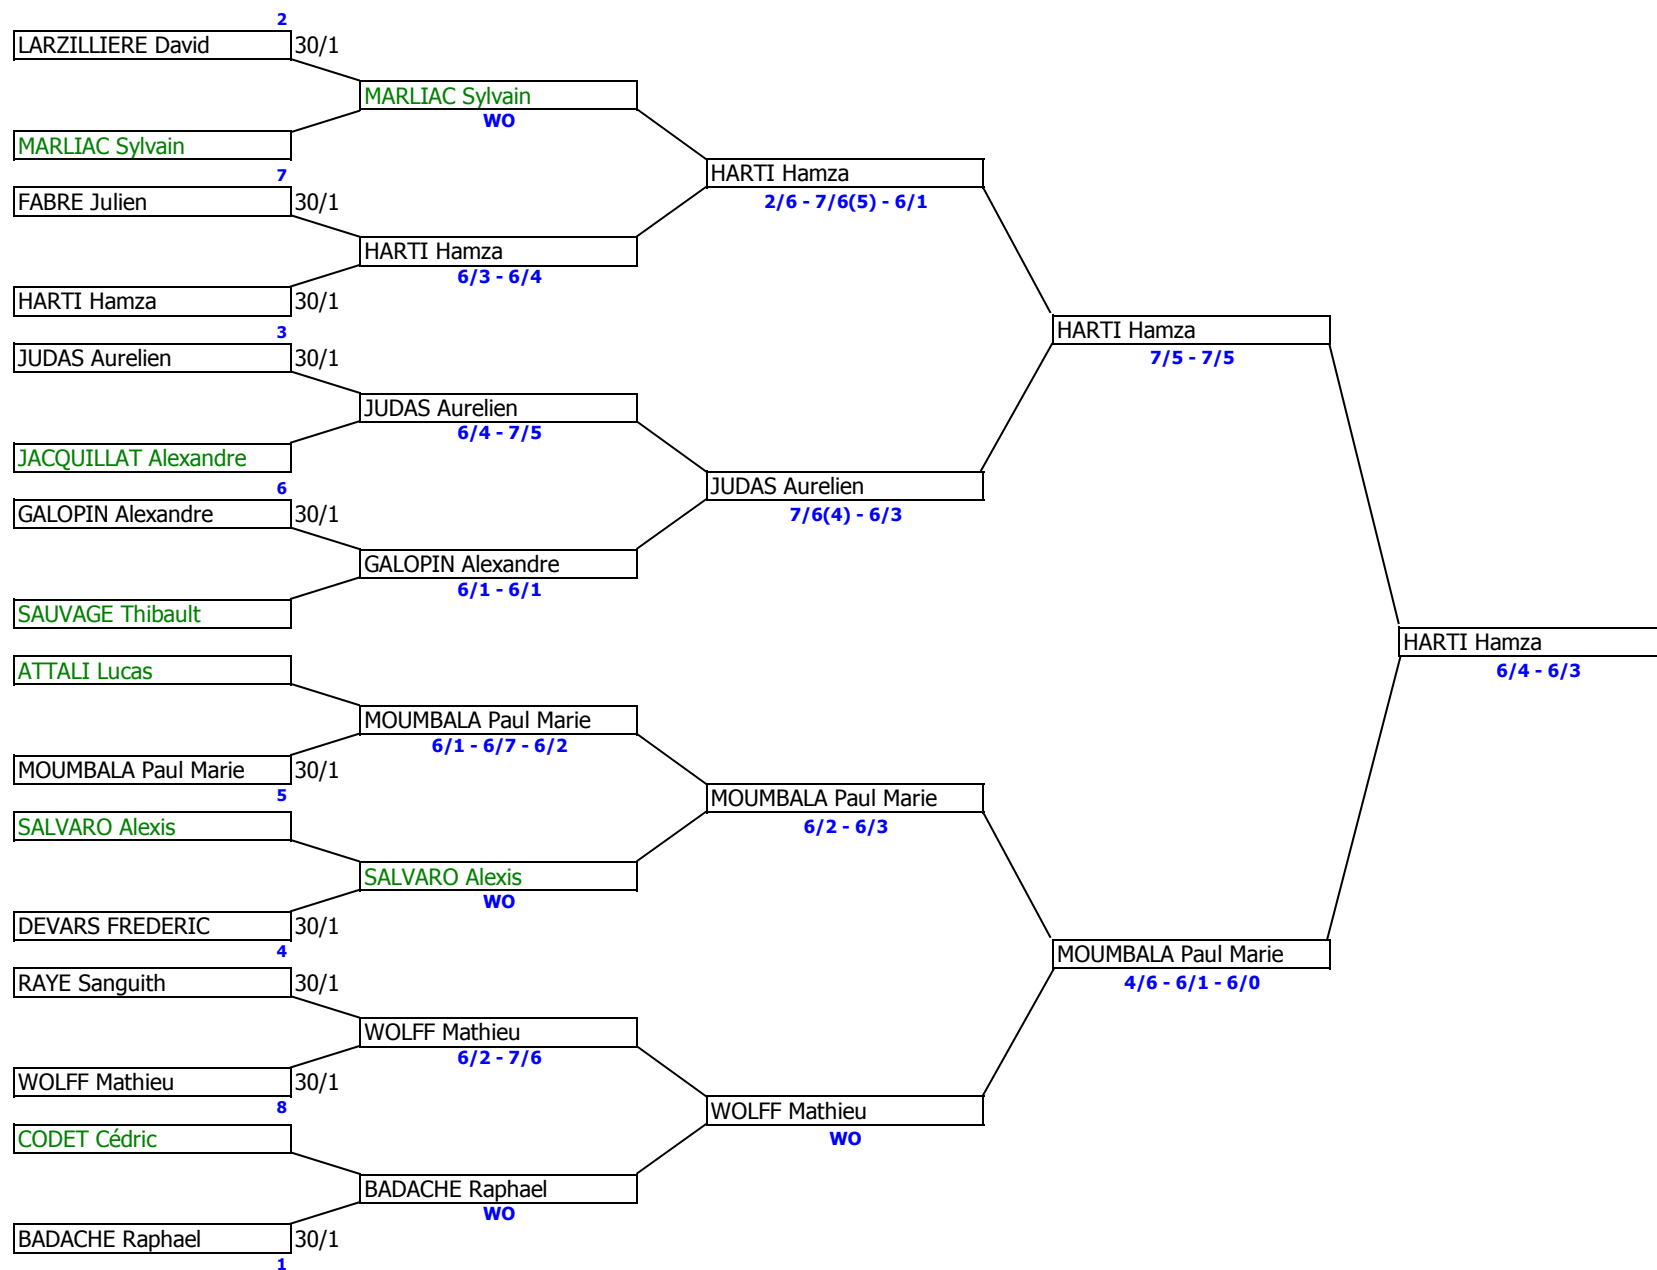 2
LARZILLIERE David 30/1
MARLIAC Sylvain
WO
MARLIAC Sylvain
7
HARTI Hamza
FABRE Julien 30/1
2/6 - 7/6(5) - 6/1
HARTI Hamza
6/3 - 6/4
HARTI Hamza 30/1
3
HARTI Hamza
JUDAS Aurelien 30/1
7/5 - 7/5
JUDAS Aurelien
6/4 - 7/5
JACQUILLAT Alexandre
6
JUDAS Aurelien
GALOPIN Alexandre 30/1
7/6(4) - 6/3
GALOPIN Alexandre
6/1 - 6/1
SAUVAGE Thibault
HARTI Hamza
ATTALI Lucas
6/4 - 6/3
MOUMBALA Paul Marie
6/1 - 6/7 - 6/2
MOUMBALA Paul Marie 30/1
5
MOUMBALA Paul Marie
SALVARO Alexis
6/2 - 6/3
SALVARO Alexis
WO
DEVARS FREDERIC 30/1
4
MOUMBALA Paul Marie
RAYE Sanguith 30/1
4/6 - 6/1 - 6/0
WOLFF Mathieu
6/2 - 7/6
WOLFF Mathieu 30/1
8
WOLFF Mathieu
CODET Cédric
WO
BADACHE Raphael
WO
BADACHE Raphael 30/1
1